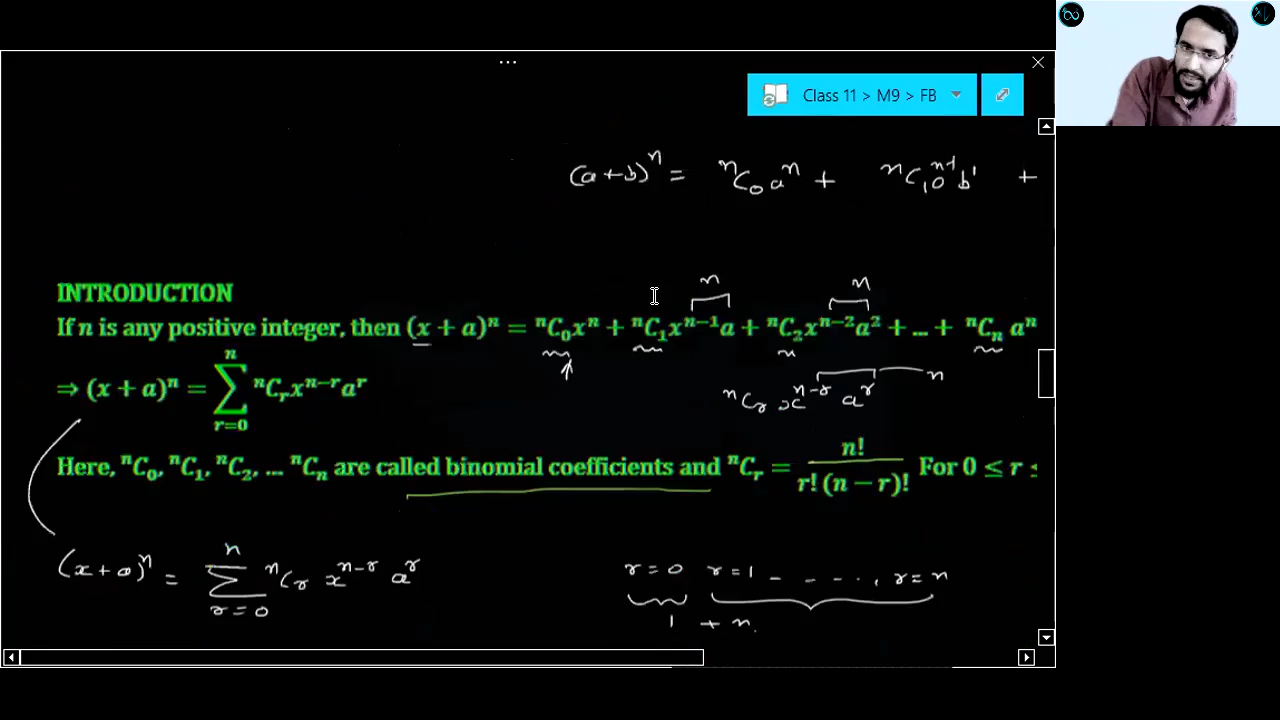 Class 11 > M9 > FB
(a+b)ⁿ = ⁿC₀aⁿ + ⁿC₁aⁿ⁻¹b¹ +
INTRODUCTION
n n
If n is any positive integer, then (x + a)ⁿ = ⁿC₀xⁿ + ⁿC₁xⁿ⁻¹a + ⁿC₂xⁿ⁻²a² + ... + ⁿCₙ aⁿ
⇒ (x + a)ⁿ = ∑ⁿᵣ₌₀ ⁿCᵣxⁿ⁻ʳaʳ
ⁿCᵣ xⁿ⁻ʳ aʳ n
Here, ⁿC₀, ⁿC₁, ⁿC₂, ... ⁿCₙ are called binomial coefficients and ⁿCᵣ = n!/r!(n − r)! For 0 ≤ r ≤
(x+a)ⁿ = ∑ⁿᵣ₌₀ ⁿCᵣ xⁿ⁻ʳ aʳ
r=0 r=1 - - - . . , r=n
1 + n